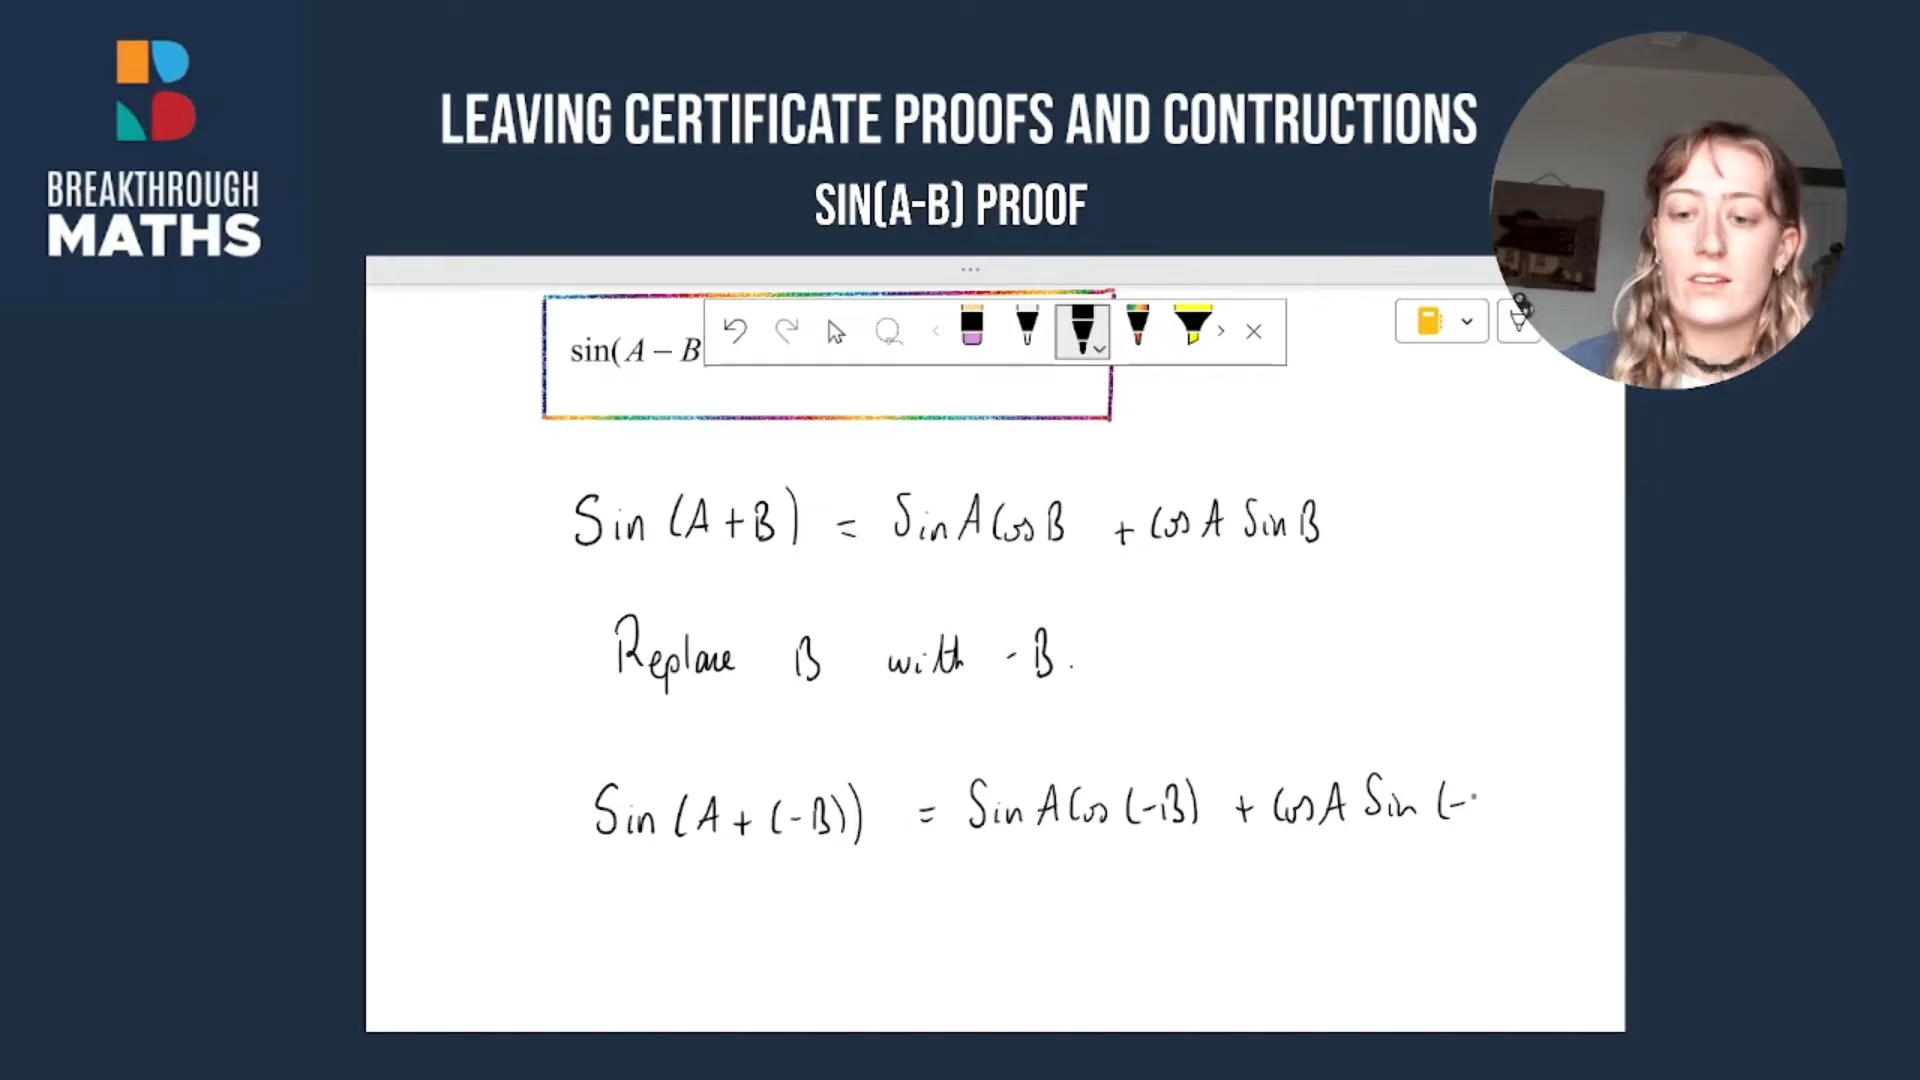 BREAKTHROUGH
MATHS
LEAVING CERTIFICATE PROOFS AND CONTRUCTIONS
SIN(A-B) PROOF
sin(A − B
Sin (A+B) = Sin A Cos B + Cos A Sin B
Replace B with -B.
Sin (A + (-B)) = Sin A Cos (-B) + Cos A Sin (-